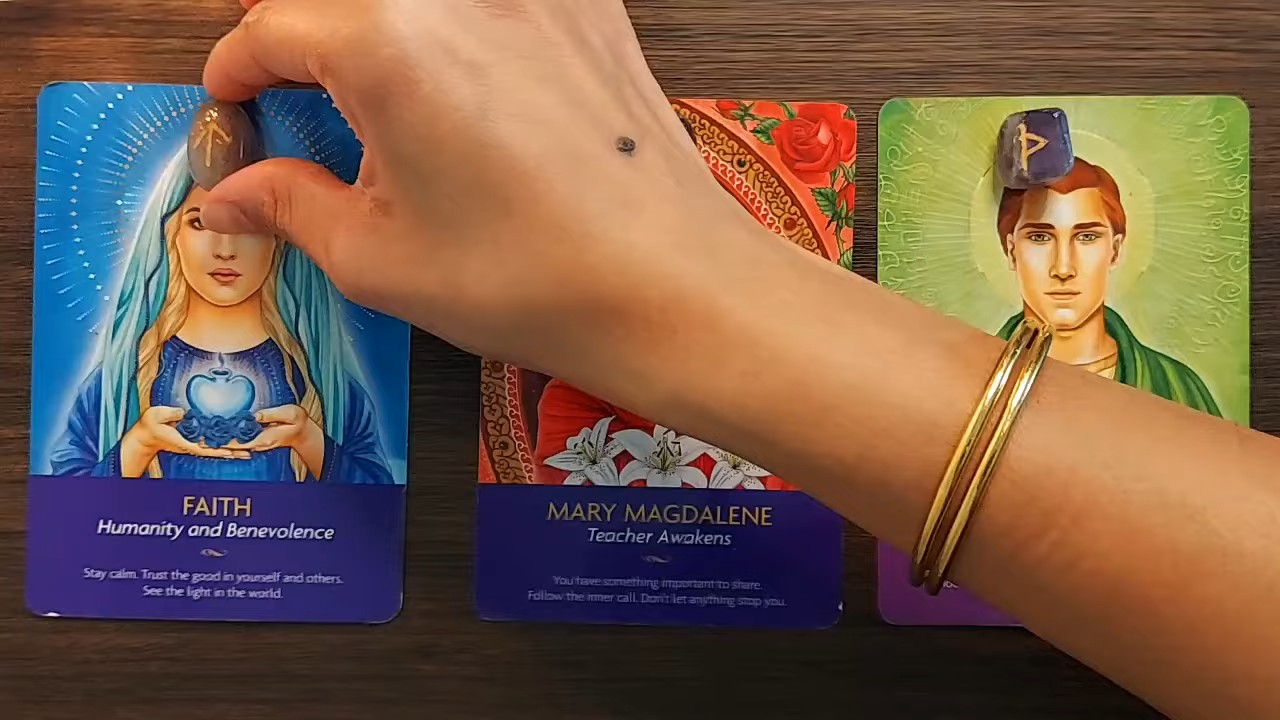 ᛏ
ᚦ
FAITH
Humanity and Benevolence
Stay calm. Trust the good in yourself and others.
See the light in the world.
MARY MAGDALENE
Teacher Awakens
You have something important to share.
Follow the inner call. Don't let anything stop you.